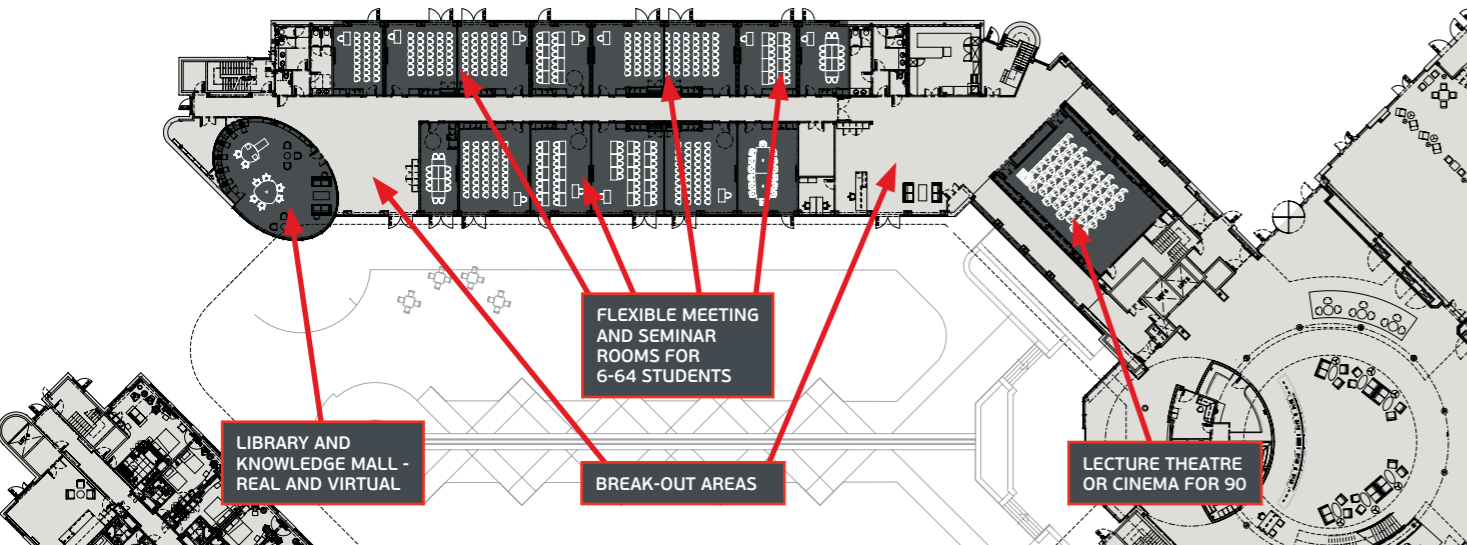 FLEXIBLE MEETING
AND SEMINAR
ROOMS FOR
6-64 STUDENTS
LIBRARY AND
KNOWLEDGE MALL -
REAL AND VIRTUAL
BREAK-OUT AREAS
LECTURE THEATRE
OR CINEMA FOR 90